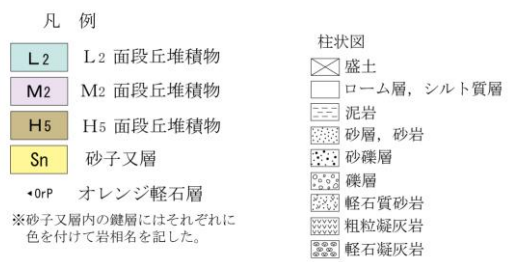 凡 例
L2 L2 面段丘堆積物
M2 M2 面段丘堆積物
H5 H5 面段丘堆積物
Sn 砂子又層
◂OrP オレンジ軽石層
※砂子又層内の鍵層にはそれぞれに
色を付けて岩相名を記した。
柱状図
盛土
ローム層，シルト質層
泥岩
砂層，砂岩
砂礫層
礫層
軽石質砂岩
粗粒凝灰岩
軽石凝灰岩